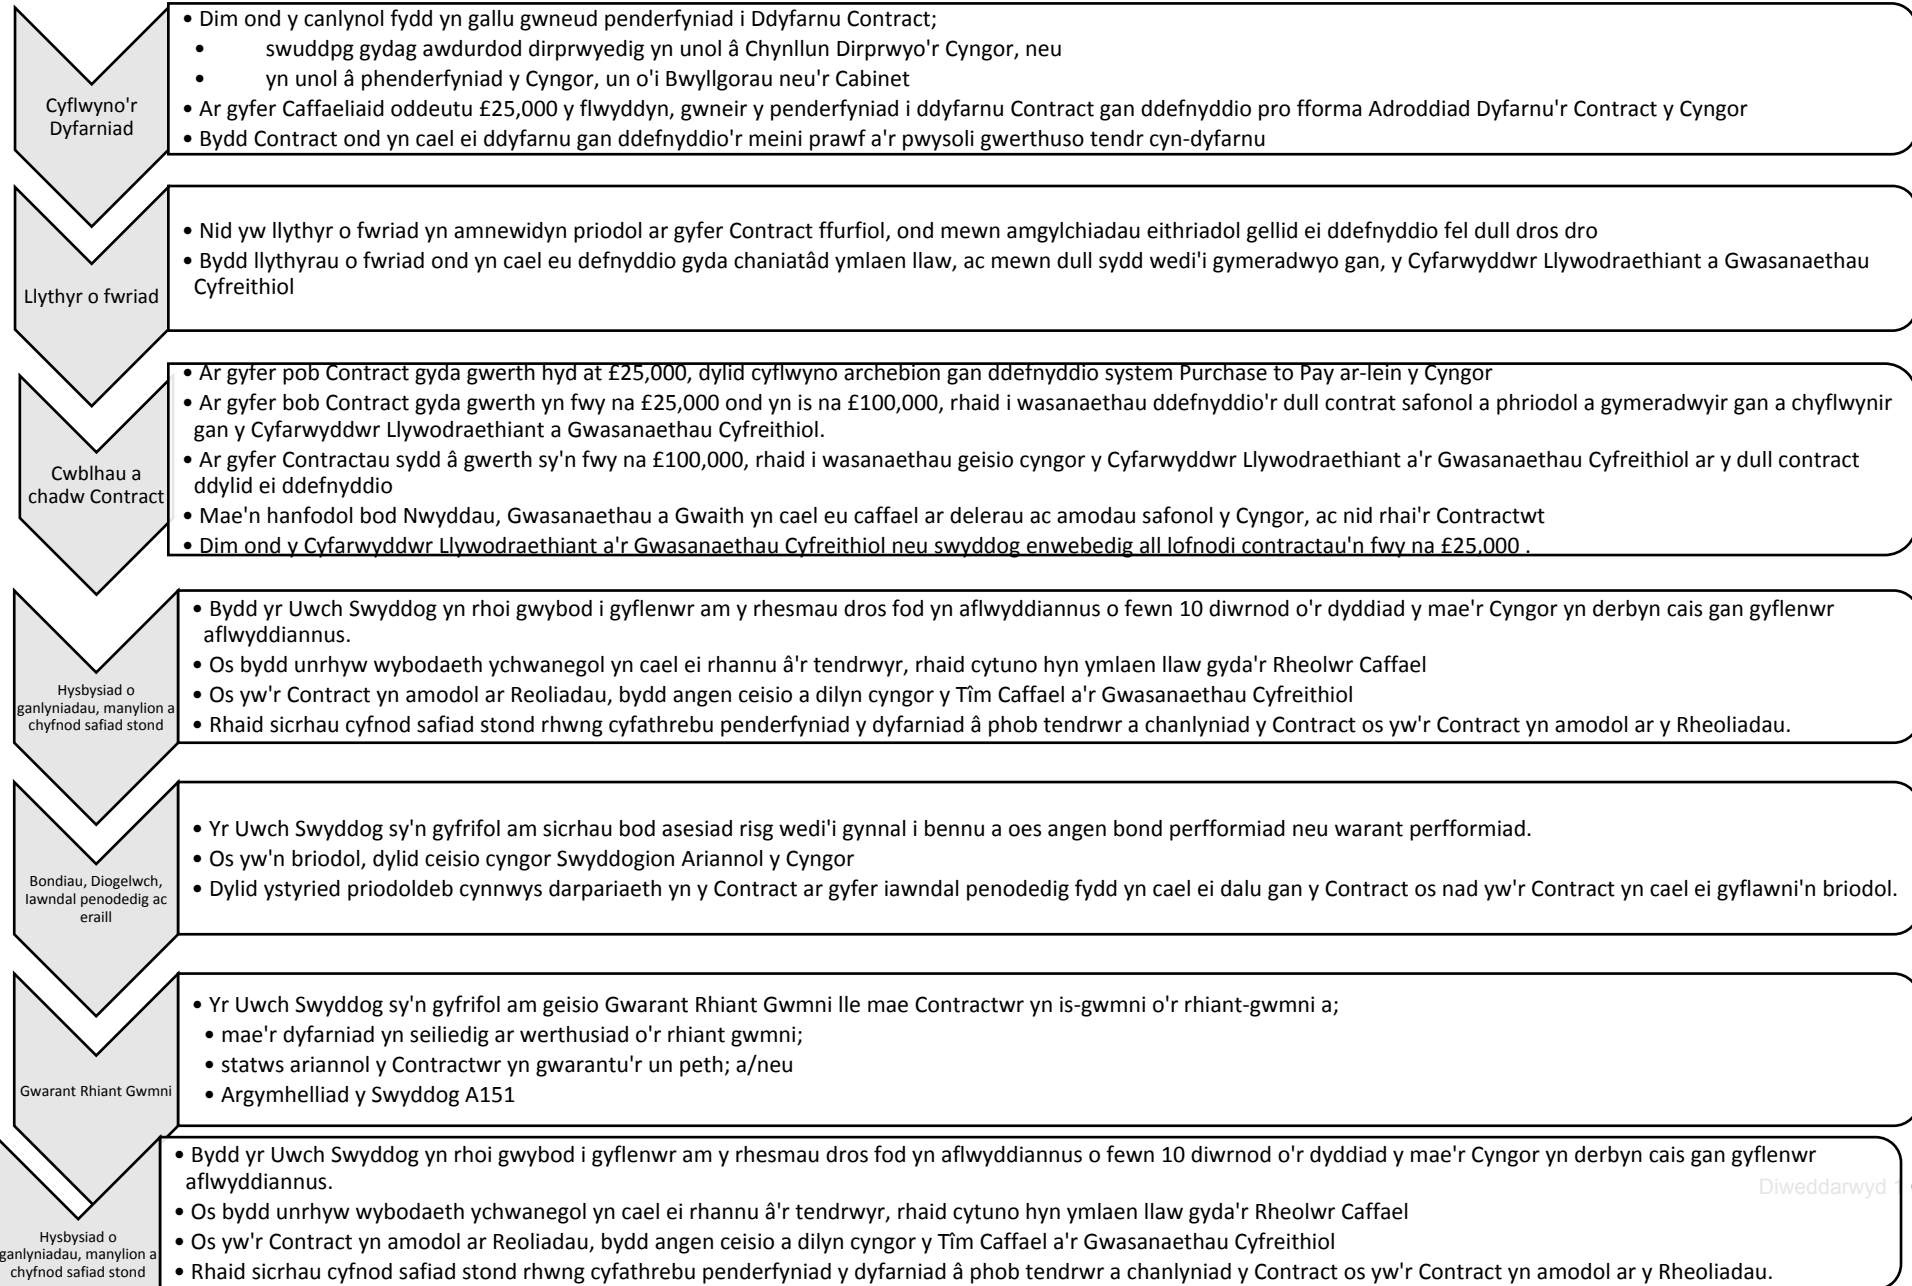 Cyflwyno'r
Dyfarniad
• Dim ond y canlynol fydd yn gallu gwneud penderfyniad i Ddyfarnu Contract;
• swuddpg gydag awdurdod dirprwyedig yn unol â Chynllun Dirprwyo'r Cyngor, neu
• yn unol â phenderfyniad y Cyngor, un o'i Bwyllgorau neu'r Cabinet
• Ar gyfer Caffaeliaid oddeutu £25,000 y flwyddyn, gwneir y penderfyniad i ddyfarnu Contract gan ddefnyddio pro fforma Adroddiad Dyfarnu'r Contract y Cyngor
• Bydd Contract ond yn cael ei ddyfarnu gan ddefnyddio'r meini prawf a'r pwysoli gwerthuso tendr cyn-dyfarnu
Llythyr o fwriad
• Nid yw llythyr o fwriad yn amnewidyn priodol ar gyfer Contract ffurfiol, ond mewn amgylchiadau eithriadol gellid ei ddefnyddio fel dull dros dro
• Bydd llythyrau o fwriad ond yn cael eu defnyddio gyda chaniatâd ymlaen llaw, ac mewn dull sydd wedi'i gymeradwyo gan, y Cyfarwyddwr Llywodraethiant a Gwasanaethau
Cyfreithiol
Cwblhau a
chadw Contract
• Ar gyfer pob Contract gyda gwerth hyd at £25,000, dylid cyflwyno archebion gan ddefnyddio system Purchase to Pay ar-lein y Cyngor
• Ar gyfer bob Contract gyda gwerth yn fwy na £25,000 ond yn is na £100,000, rhaid i wasanaethau ddefnyddio'r dull contrat safonol a phriodol a gymeradwyir gan a chyflwynir
gan y Cyfarwyddwr Llywodraethiant a Gwasanaethau Cyfreithiol.
• Ar gyfer Contractau sydd â gwerth sy'n fwy na £100,000, rhaid i wasanaethau geisio cyngor y Cyfarwyddwr Llywodraethiant a'r Gwasanaethau Cyfreithiol ar y dull contract
ddylid ei ddefnyddio
• Mae'n hanfodol bod Nwyddau, Gwasanaethau a Gwaith yn cael eu caffael ar delerau ac amodau safonol y Cyngor, ac nid rhai'r Contractwt
• Dim ond y Cyfarwyddwr Llywodraethiant a'r Gwasanaethau Cyfreithiol neu swyddog enwebedig all lofnodi contractau'n fwy na £25,000 .
Hysbysiad o
ganlyniadau, manylion a
chyfnod safiad stond
• Bydd yr Uwch Swyddog yn rhoi gwybod i gyflenwr am y rhesmau dros fod yn aflwyddiannus o fewn 10 diwrnod o'r dyddiad y mae'r Cyngor yn derbyn cais gan gyflenwr
aflwyddiannus.
• Os bydd unrhyw wybodaeth ychwanegol yn cael ei rhannu â'r tendrwyr, rhaid cytuno hyn ymlaen llaw gyda'r Rheolwr Caffael
• Os yw'r Contract yn amodol ar Reoliadau, bydd angen ceisio a dilyn cyngor y Tîm Caffael a'r Gwasanaethau Cyfreithiol
• Rhaid sicrhau cyfnod safiad stond rhwng cyfathrebu penderfyniad y dyfarniad â phob tendrwr a chanlyniad y Contract os yw'r Contract yn amodol ar y Rheoliadau.
Bondiau, Diogelwch,
Iawndal penodedig ac
eraill
• Yr Uwch Swyddog sy'n gyfrifol am sicrhau bod asesiad risg wedi'i gynnal i bennu a oes angen bond perfformiad neu warant perfformiad.
• Os yw'n briodol, dylid ceisio cyngor Swyddogion Ariannol y Cyngor
• Dylid ystyried priodoldeb cynnwys darpariaeth yn y Contract ar gyfer iawndal penodedig fydd yn cael ei dalu gan y Contract os nad yw'r Contract yn cael ei gyflawni'n briodol.
Gwarant Rhiant Gwmni
• Yr Uwch Swyddog sy'n gyfrifol am geisio Gwarant Rhiant Gwmni lle mae Contractwr yn is-gwmni o'r rhiant-gwmni a;
• mae'r dyfarniad yn seiliedig ar werthusiad o'r rhiant gwmni;
• statws ariannol y Contractwr yn gwarantu'r un peth; a/neu
• Argymhelliad y Swyddog A151
Hysbysiad o
ganlyniadau, manylion a
chyfnod safiad stond
• Bydd yr Uwch Swyddog yn rhoi gwybod i gyflenwr am y rhesmau dros fod yn aflwyddiannus o fewn 10 diwrnod o'r dyddiad y mae'r Cyngor yn derbyn cais gan gyflenwr
aflwyddiannus.
Diweddarwyd 1
• Os bydd unrhyw wybodaeth ychwanegol yn cael ei rhannu â'r tendrwyr, rhaid cytuno hyn ymlaen llaw gyda'r Rheolwr Caffael
• Os yw'r Contract yn amodol ar Reoliadau, bydd angen ceisio a dilyn cyngor y Tîm Caffael a'r Gwasanaethau Cyfreithiol
• Rhaid sicrhau cyfnod safiad stond rhwng cyfathrebu penderfyniad y dyfarniad â phob tendrwr a chanlyniad y Contract os yw'r Contract yn amodol ar y Rheoliadau.